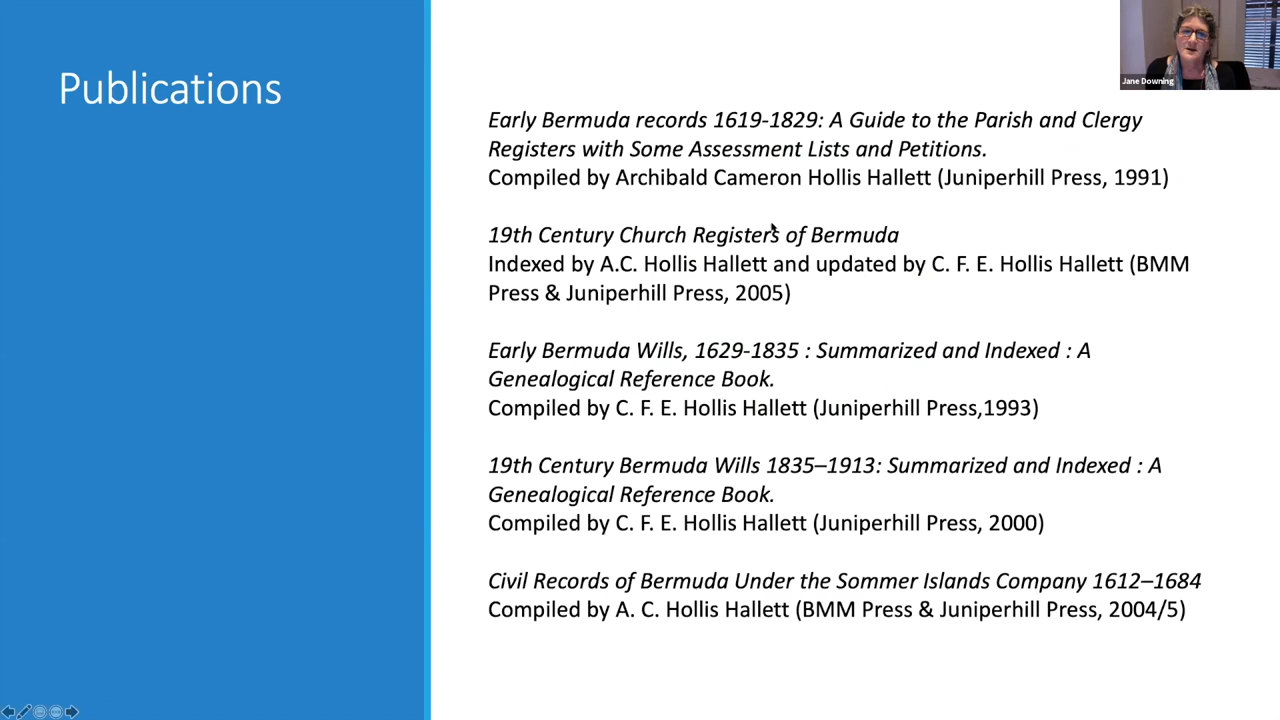 Publications
Jane Downing
Early Bermuda records 1619-1829: A Guide to the Parish and Clergy
Registers with Some Assessment Lists and Petitions.
Compiled by Archibald Cameron Hollis Hallett (Juniperhill Press, 1991)
19th Century Church Registers of Bermuda
Indexed by A.C. Hollis Hallett and updated by C. F. E. Hollis Hallett (BMM
Press & Juniperhill Press, 2005)
Early Bermuda Wills, 1629-1835 : Summarized and Indexed : A
Genealogical Reference Book.
Compiled by C. F. E. Hollis Hallett (Juniperhill Press,1993)
19th Century Bermuda Wills 1835–1913: Summarized and Indexed : A
Genealogical Reference Book.
Compiled by C. F. E. Hollis Hallett (Juniperhill Press, 2000)
Civil Records of Bermuda Under the Sommer Islands Company 1612–1684
Compiled by A. C. Hollis Hallett (BMM Press & Juniperhill Press, 2004/5)